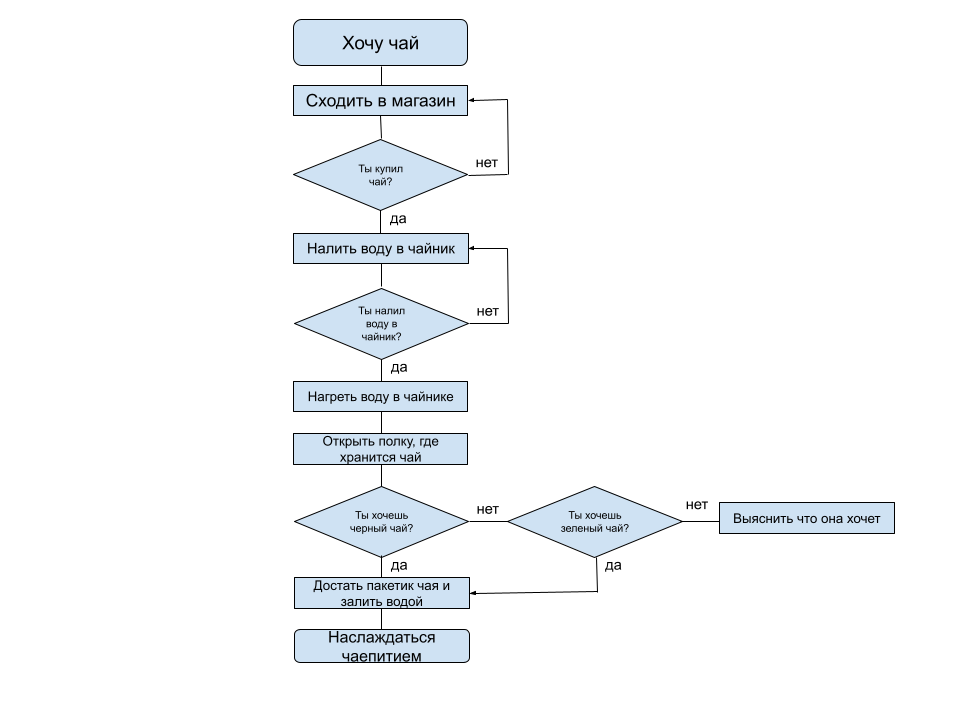 Хочу чай
Сходить в магазин
Ты купил
чай?
нет
да
Налить воду в чайник
Ты налил
воду в
чайник?
нет
да
Нагреть воду в чайнике
Открыть полку, где
хранится чай
Ты хочешь
черный чай?
нет
Ты хочешь
зеленый чай?
нет
Выяснить что она хочет
да
да
Достать пакетик чая и
залить водой
Наслаждаться
чаепитием